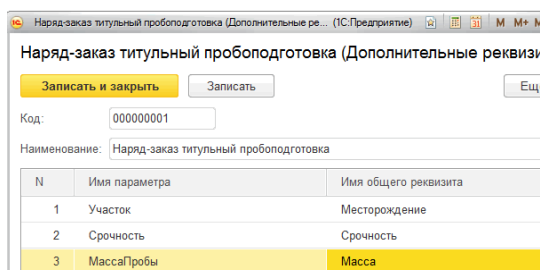 Наряд-заказ титульный пробоподготовка (Дополнительные ре... (1С:Предприятие) M M+
Наряд-заказ титульный пробоподготовка (Дополнительные реквизи
Записать и закрыть Записать Ещ
Код: 000000001
Наименование: Наряд-заказ титульный пробоподготовка
N Имя параметра Имя общего реквизита
1 Участок Месторождение
2 Срочность Срочность
3 МассаПробы Масса